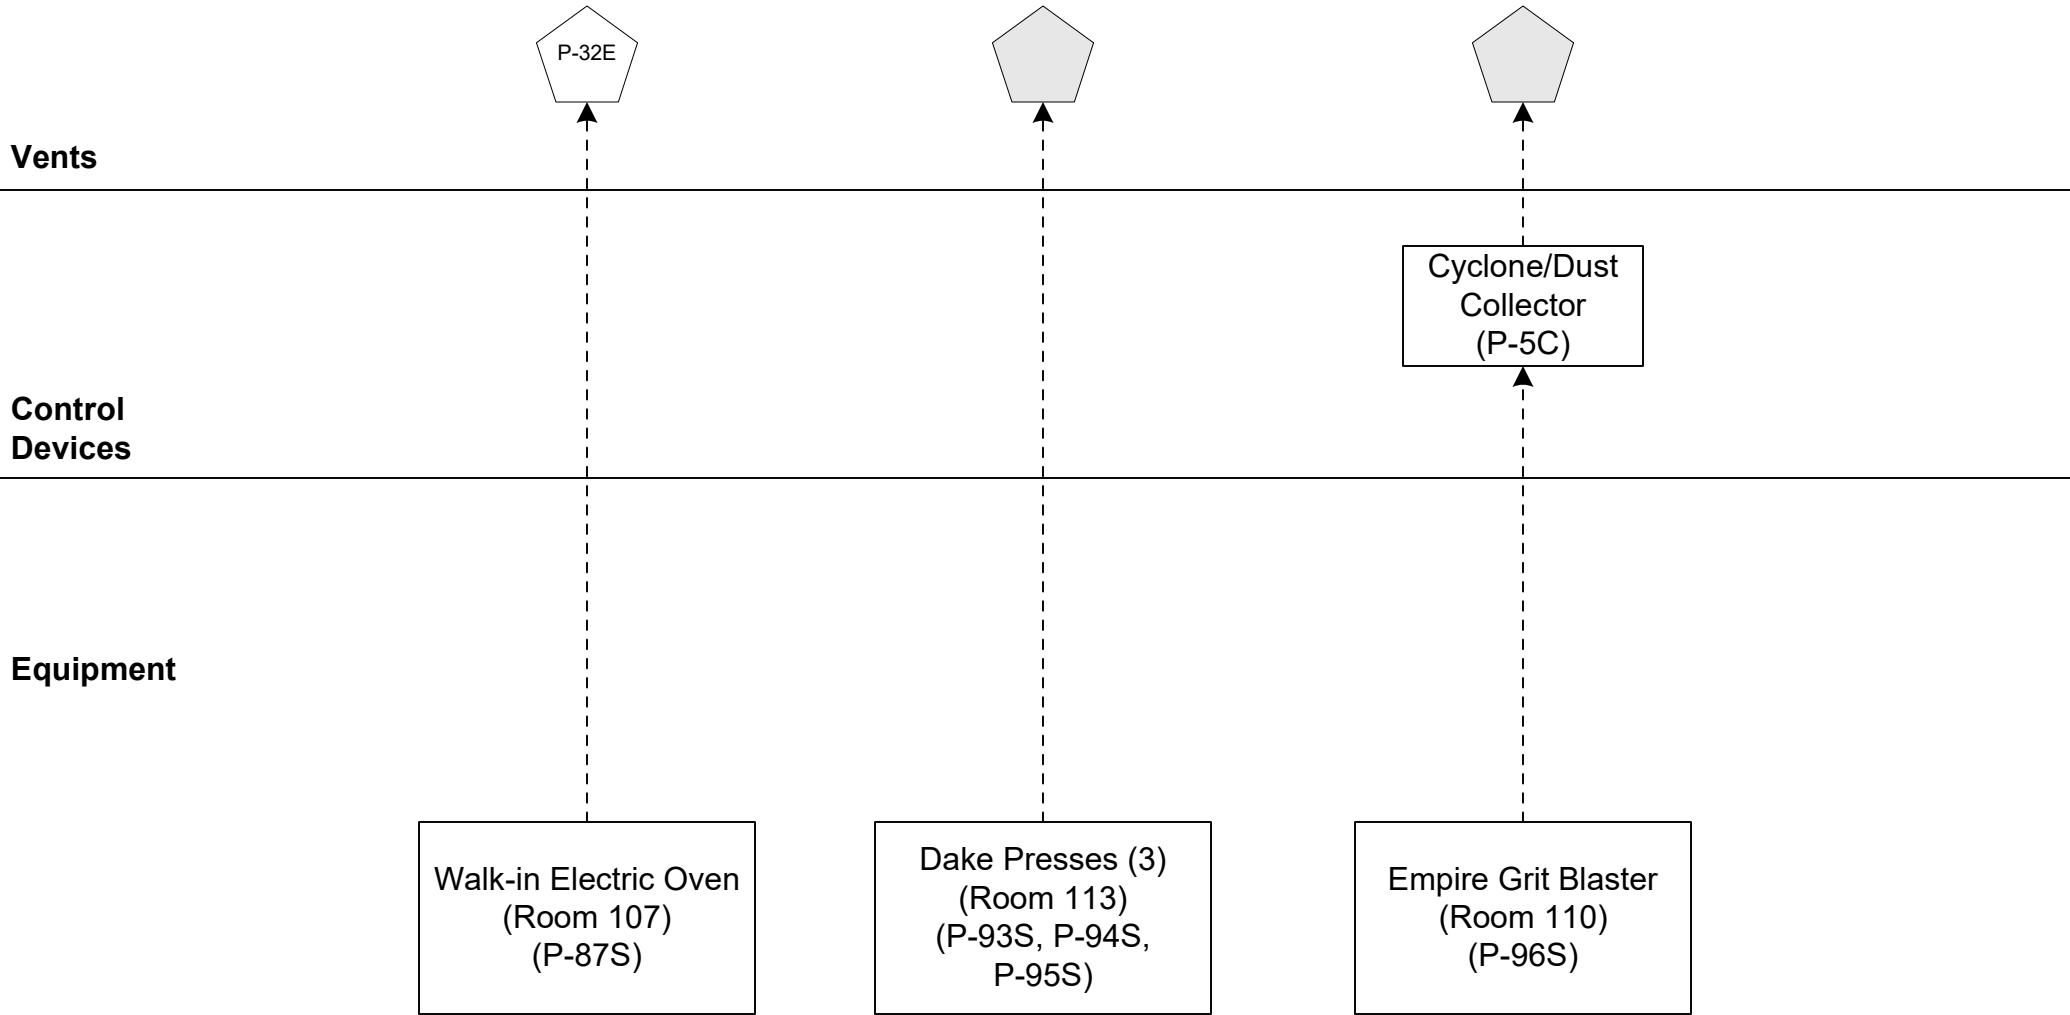 P-32E
Vents
Cyclone/Dust
Collector
(P-5C)
Control
Devices
Equipment
Walk-in Electric Oven
(Room 107)
(P-87S)
Dake Presses (3)
(Room 113)
(P-93S, P-94S,
P-95S)
Empire Grit Blaster
(Room 110)
(P-96S)